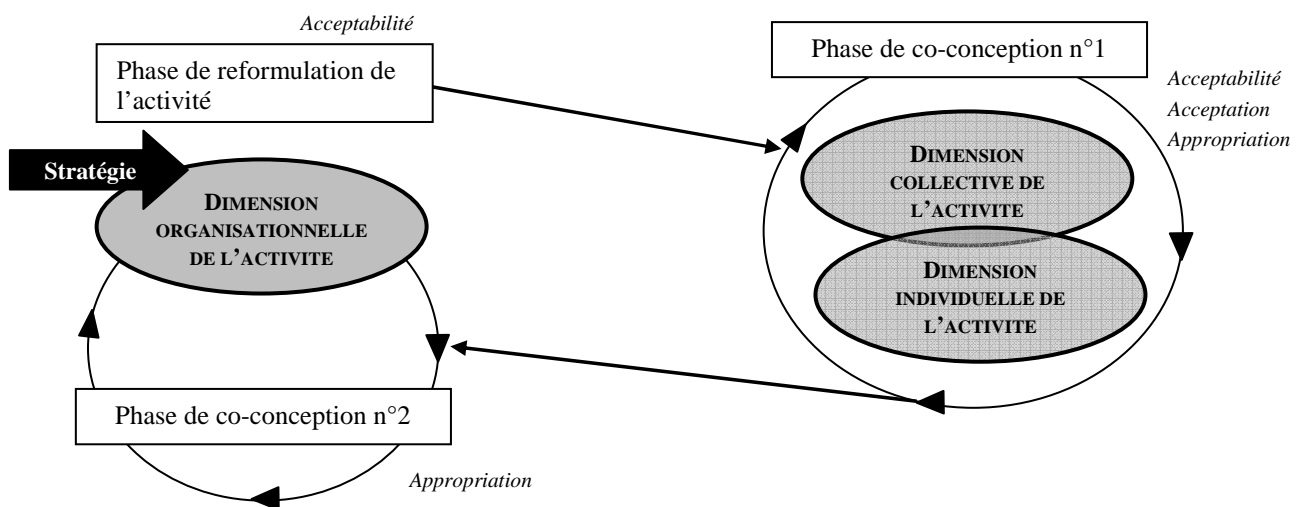 Acceptabilité
Phase de reformulation de
l’activité
Stratégie
DIMENSION
ORGANISATIONNELLE
DE L’ACTIVITE
Phase de co-conception n°2
Appropriation
Phase de co-conception n°1
Acceptabilité
Acceptation
Appropriation
DIMENSION
COLLECTIVE DE
L’ACTIVITE
DIMENSION
INDIVIDUELLE DE
L’ACTIVITE